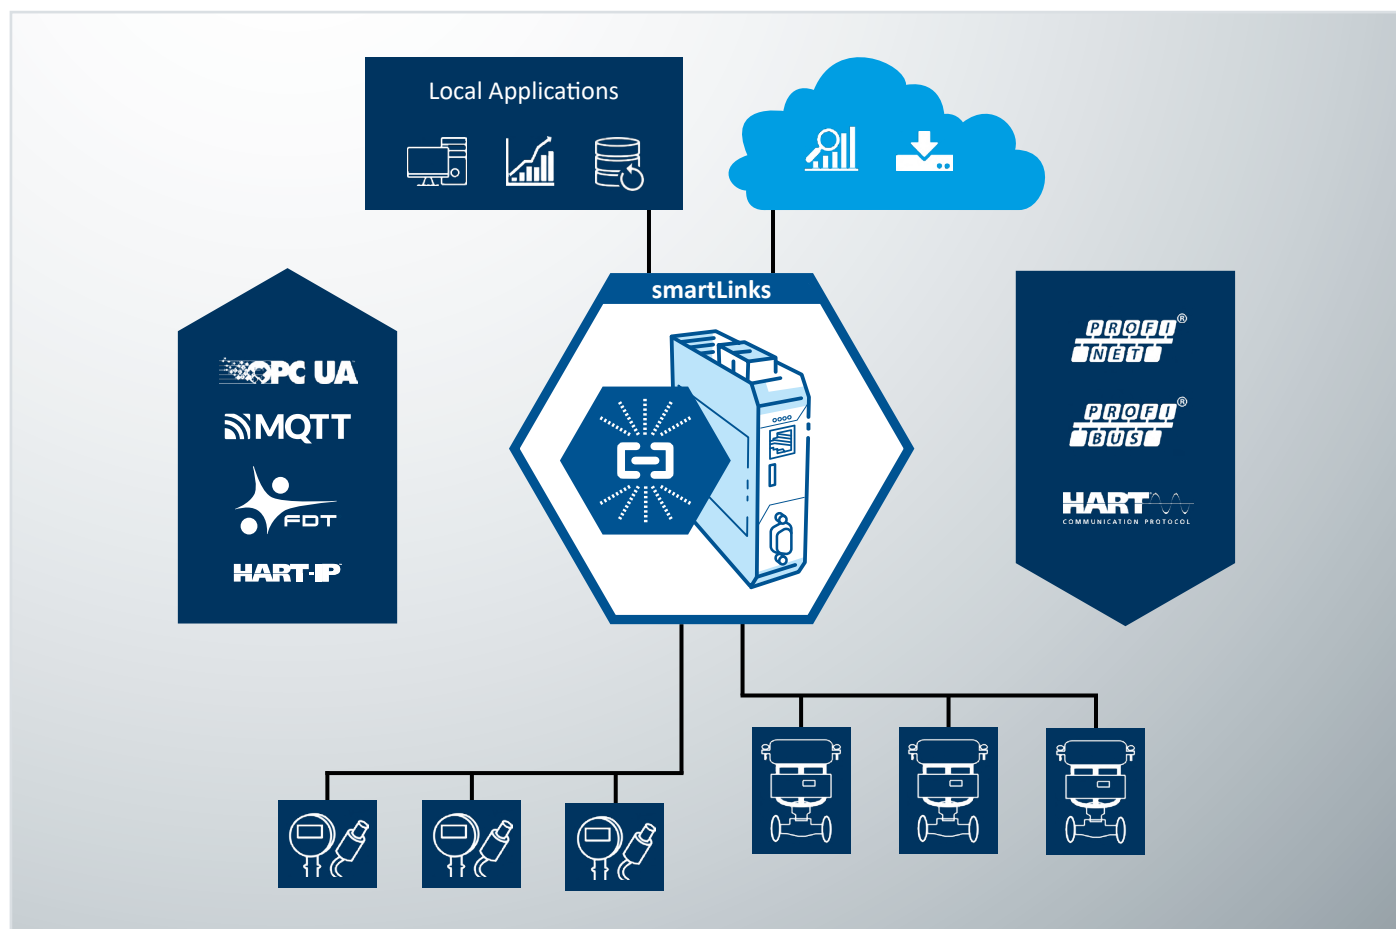 Local Applications
smartLinks
OPC UA
MQTT
FDT
HART-IP
PROFI®
NET
PROFI®
BUS
HART
COMMUNICATION PROTOCOL